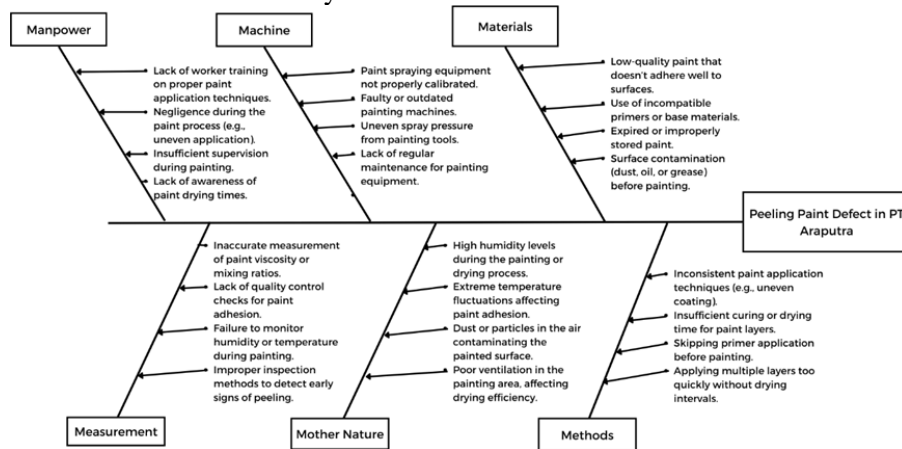 Manpower
Machine
Materials
Lack of worker training
on proper paint
application techniques.
Negligence during the
paint process (e.g.,
uneven application).
Insufficient supervision
during painting.
Lack of awareness of
paint drying times.
Paint spraying equipment
not properly calibrated.
Faulty or outdated
painting machines.
Uneven spray pressure
from painting tools.
Lack of regular
maintenance for painting
equipment.
Low-quality paint that
doesn't adhere well to
surfaces.
Use of incompatible
primers or base materials.
Expired or improperly
stored paint.
Surface contamination
(dust, oil, or grease)
before painting.
Peeling Paint Defect in PT
Araputra
Inaccurate measurement
of paint viscosity or
mixing ratios.
Lack of quality control
checks for paint
adhesion.
Failure to monitor
humidity or temperature
during painting.
Improper inspection
methods to detect early
signs of peeling.
High humidity levels
during the painting or
drying process.
Extreme temperature
fluctuations affecting
paint adhesion.
Dust or particles in the air
contaminating the
painted surface.
Poor ventilation in the
painting area, affecting
drying efficiency.
Inconsistent paint application
techniques (e.g., uneven
coating).
Insufficient curing or drying
time for paint layers.
Skipping primer application
before painting.
Applying multiple layers too
quickly without drying
intervals.
Measurement
Mother Nature
Methods